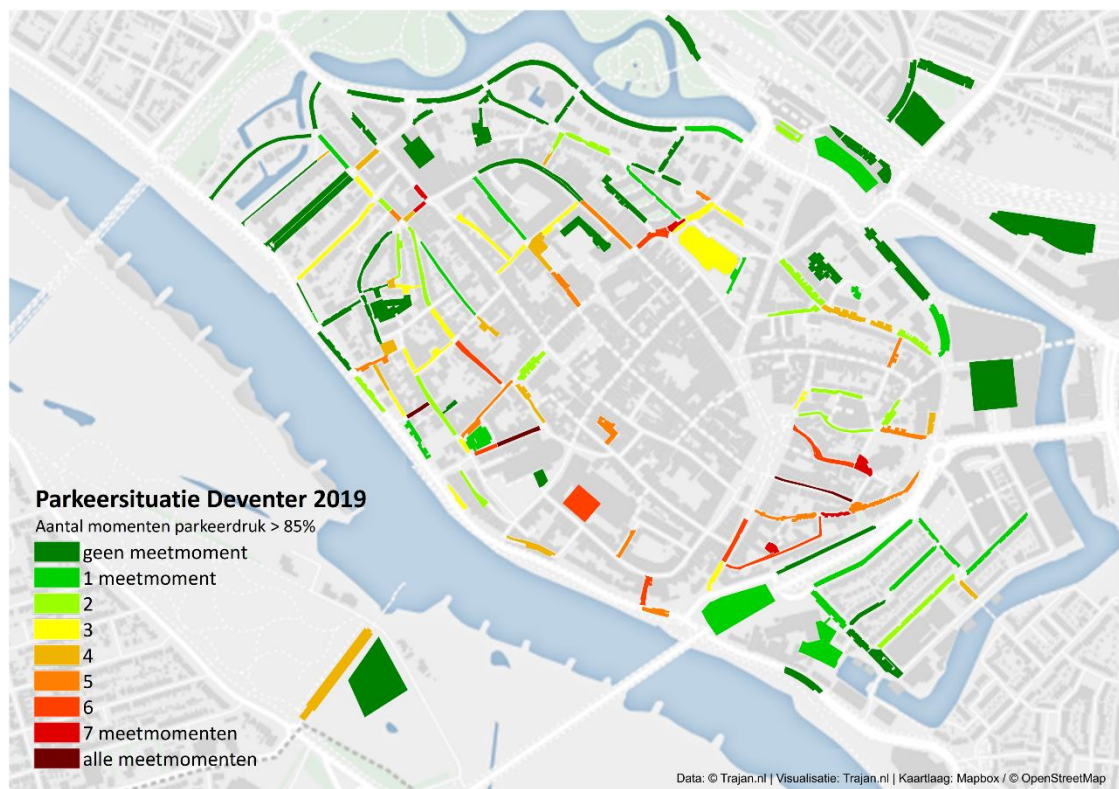 Parkeersituatie Deventer 2019
Aantal momenten parkeerdruk > 85%
geen meetmoment
1 meetmoment
2
3
4
5
6
7 meetmomenten
alle meetmomenten
Data: © Trajan.nl | Visualisatie: Trajan.nl | Kaartlaag: Mapbox / © OpenStreetMap